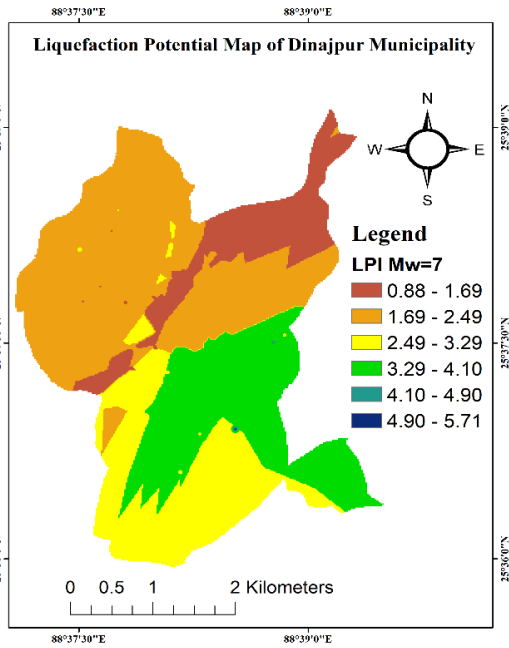 88°37'30"E 88°39'0"E
Liquefaction Potential Map of Dinajpur Municipality
N
W E
S
25°39'0"N
Legend
LPI Mw=7
0.88 - 1.69
1.69 - 2.49
2.49 - 3.29
3.29 - 4.10
4.10 - 4.90
4.90 - 5.71
25°37'30"N
25°36'0"N
0 0.5 1 2 Kilometers
88°37'30"E 88°39'0"E